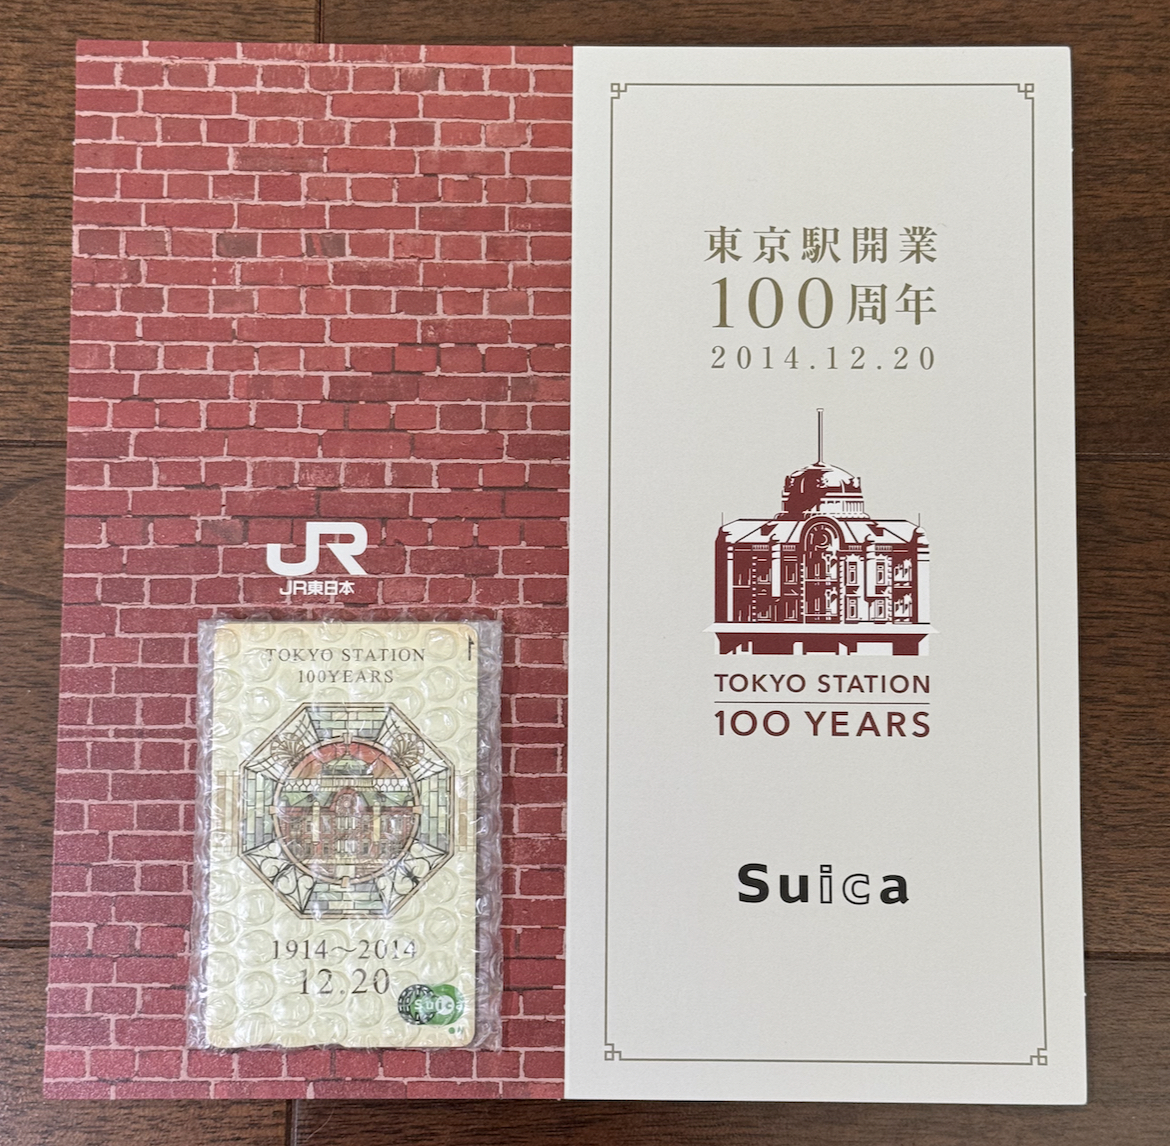 JR
JR東日本
TOKYO STATION
100YEARS
1914～2014
12.20
Suica
東京駅開業
100周年
2014.12.20
TOKYO STATION
100 YEARS
Suica